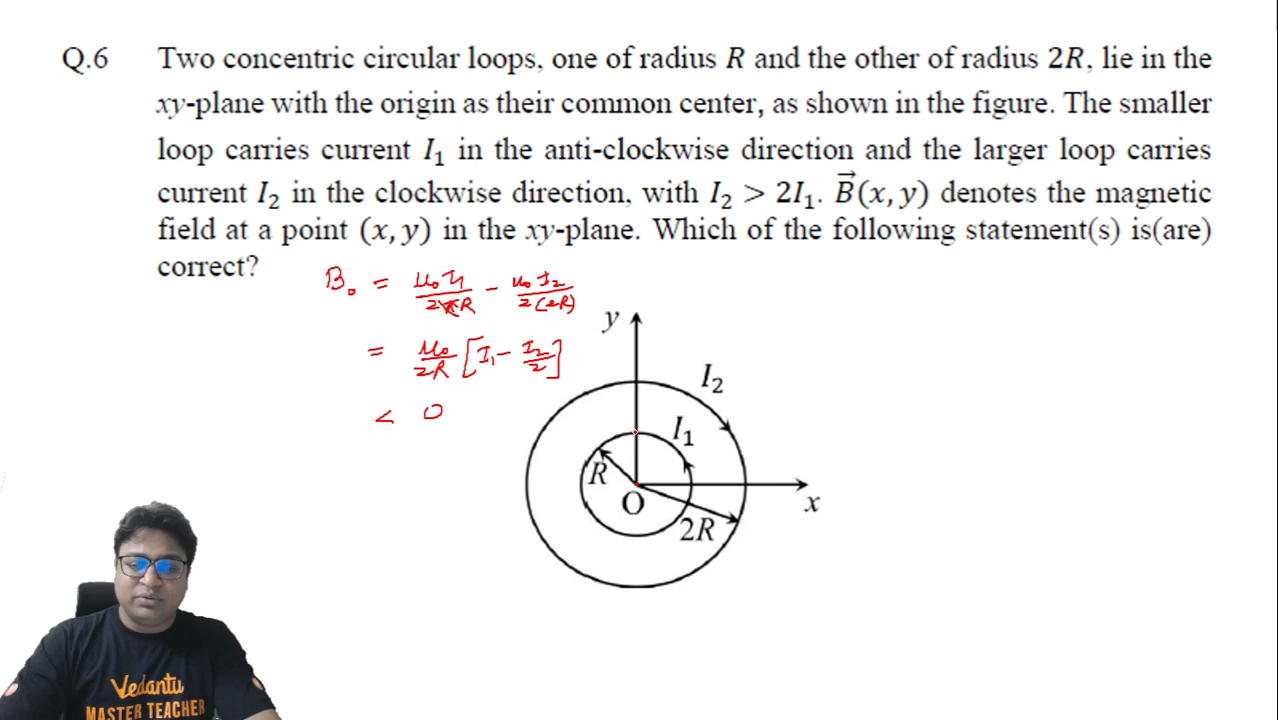 Q.6 Two concentric circular loops, one of radius R and the other of radius 2R, lie in the
xy-plane with the origin as their common center, as shown in the figure. The smaller
loop carries current I₁ in the anti-clockwise direction and the larger loop carries
current I₂ in the clockwise direction, with I₂ > 2I₁. B⃗(x, y) denotes the magnetic
field at a point (x, y) in the xy-plane. Which of the following statement(s) is(are)
correct?
B₀ = μ₀I₁/2πR − μ₀I₂/2(2R)
= μ₀/2R [I₁ − I₂/2]
< 0
y
I₂
I₁
R
O
x
2R
Vedantu
MASTER TEACHER